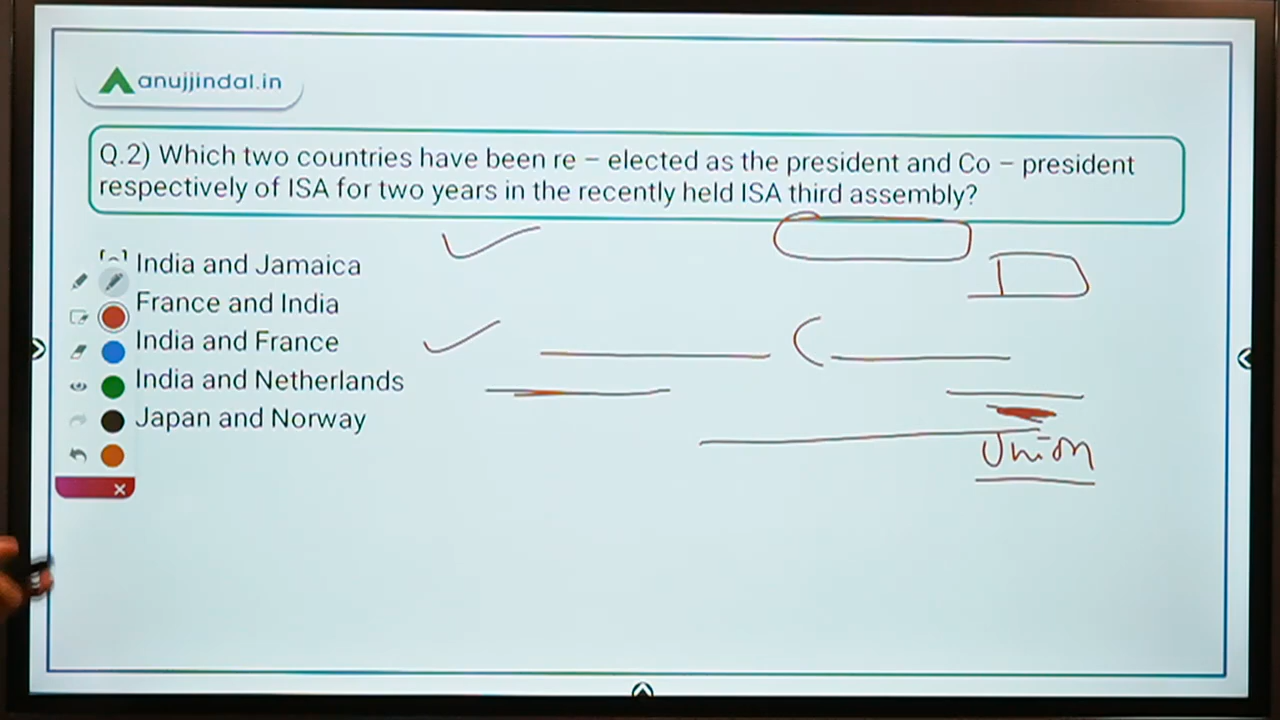 anujjindal.in
Q.2) Which two countries have been re – elected as the president and Co – president
respectively of ISA for two years in the recently held ISA third assembly?
India and Jamaica
France and India
India and France
India and Netherlands
Japan and Norway
Union